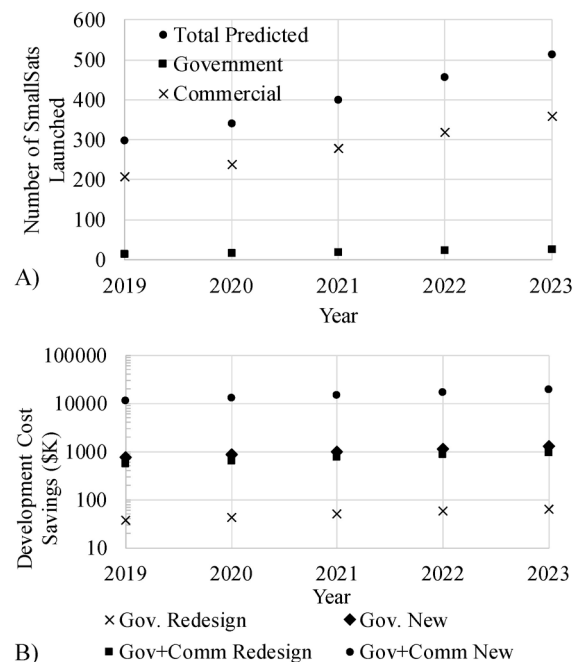 600
500
400
300
200
100
0
Number of SmallSats
Launched
Total Predicted
Government
Commercial
A)
2019 2020 2021 2022 2023
Year
100000
10000
1000
100
10
Development Cost
Savings ($K)
2019 2020 2021 2022 2023
Year
Gov. Redesign Gov. New
Gov+Comm Redesign Gov+Comm New
B)